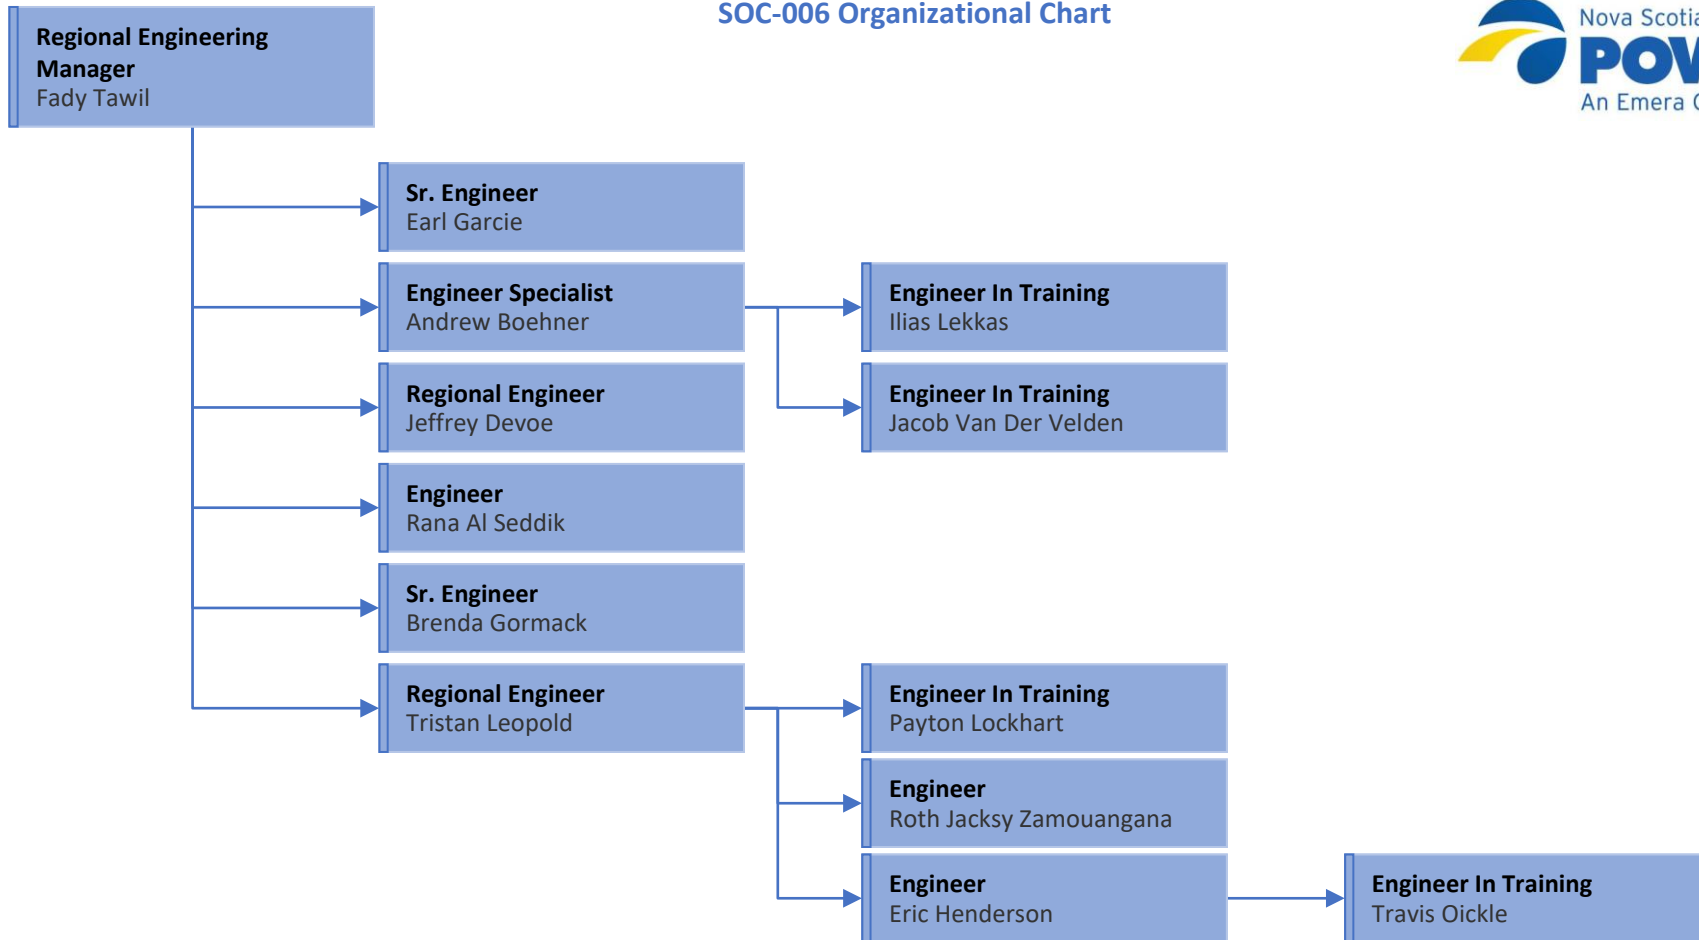 SOC-006 Organizational Chart
Nova Scotia
POW
An Emera
Regional Engineering
Manager
Fady Tawil
Sr. Engineer
Earl Garcie
Engineer Specialist
Andrew Boehner
Engineer In Training
Ilias Lekkas
Regional Engineer
Jeffrey Devoe
Engineer In Training
Jacob Van Der Velden
Engineer
Rana Al Seddik
Sr. Engineer
Brenda Gormack
Regional Engineer
Tristan Leopold
Engineer In Training
Payton Lockhart
Engineer
Roth Jacksy Zamouangana
Engineer
Eric Henderson
Engineer In Training
Travis Oickle